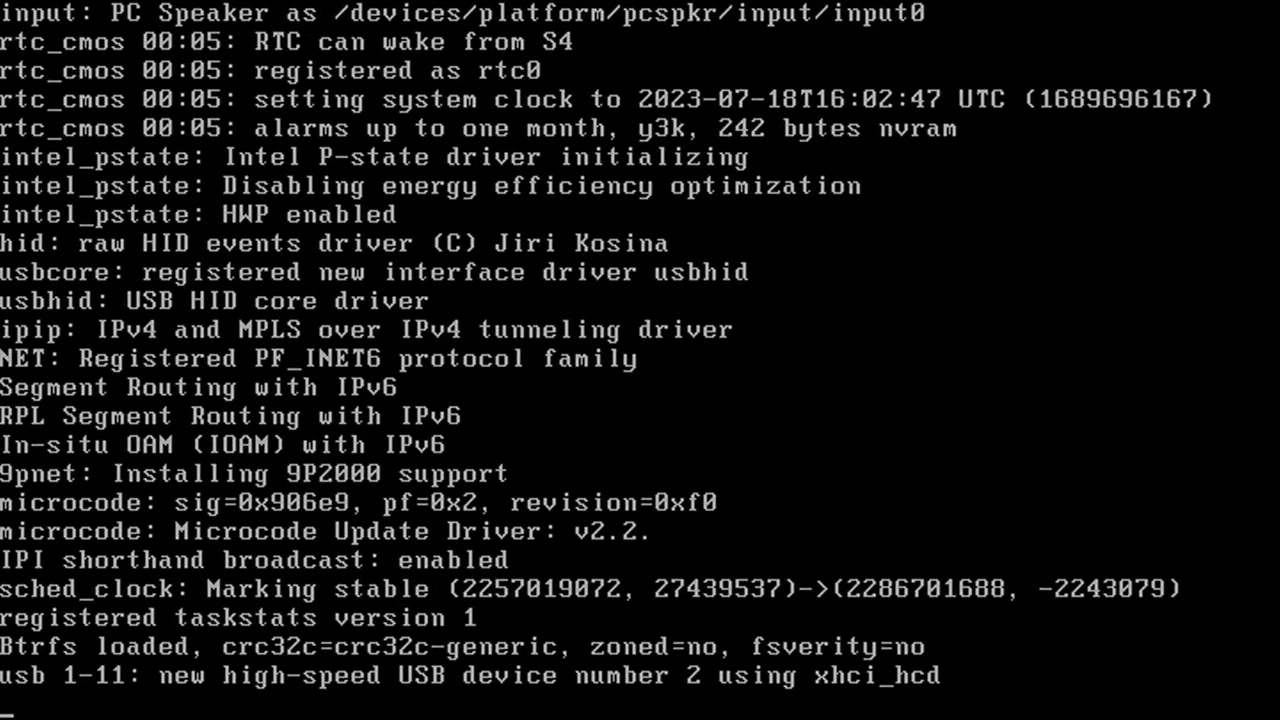 input: PC Speaker as /devices/platform/pcspkr/input/input0
rtc_cmos 00:05: RTC can wake from S4
rtc_cmos 00:05: registered as rtc0
rtc_cmos 00:05: setting system clock to 2023-07-18T16:02:47 UTC (1689696167)
rtc_cmos 00:05: alarms up to one month, y3k, 242 bytes nvram
intel_pstate: Intel P-state driver initializing
intel_pstate: Disabling energy efficiency optimization
intel_pstate: HWP enabled
hid: raw HID events driver (C) Jiri Kosina
usbcore: registered new interface driver usbhid
usbhid: USB HID core driver
ipip: IPv4 and MPLS over IPv4 tunneling driver
NET: Registered PF_INET6 protocol family
Segment Routing with IPv6
RPL Segment Routing with IPv6
In-situ OAM (IOAM) with IPv6
9pnet: Installing 9P2000 support
microcode: sig=0x906e9, pf=0x2, revision=0xf0
microcode: Microcode Update Driver: v2.2.
IPI shorthand broadcast: enabled
sched_clock: Marking stable (2257019072, 27439537)->(2286701688, -2243079)
registered taskstats version 1
Btrfs loaded, crc32c=crc32c-generic, zoned=no, fsverity=no
usb 1-11: new high-speed USB device number 2 using xhci_hcd